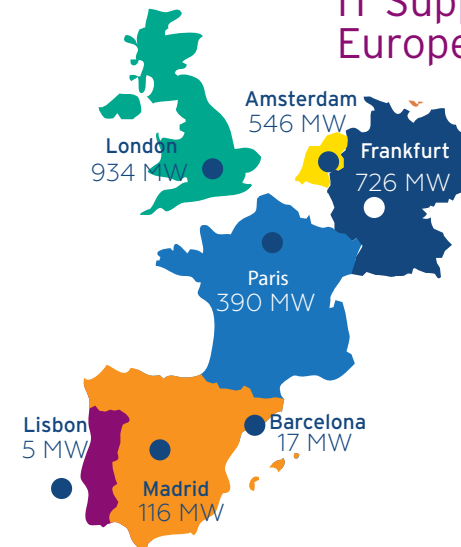 IT
Europe
Amsterdam
546 MW
London
934 MW
Frankfurt
726 MW
Paris
390 MW
Lisbon
5 MW
Barcelona
17 MW
Madrid
116 MW